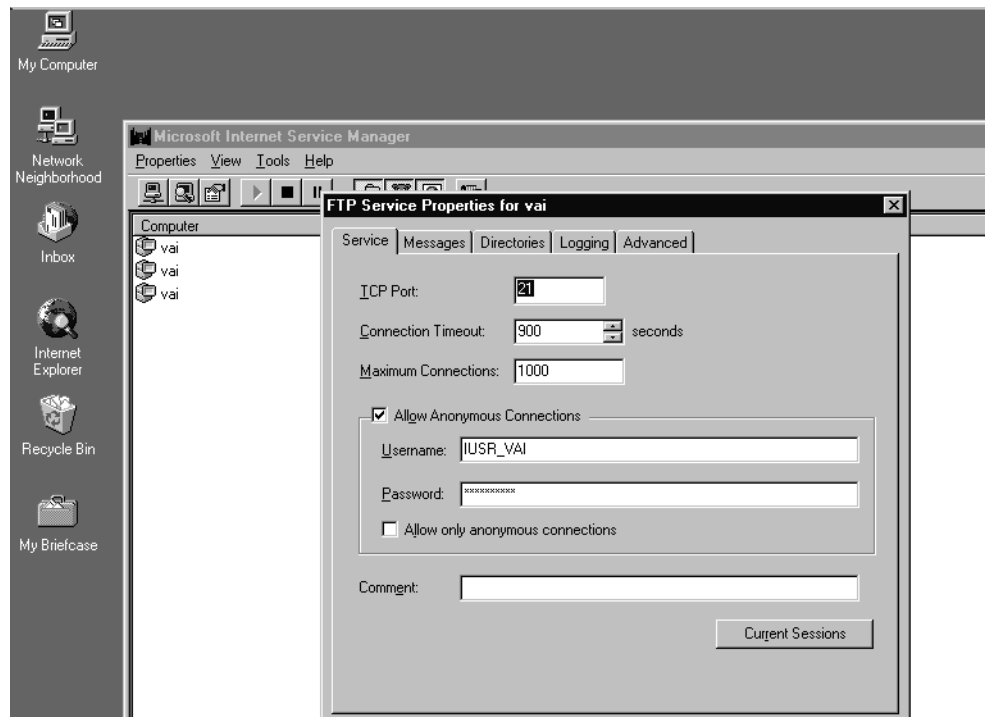 My Computer
Network
Neighborhood
Inbox
Internet
Explorer
Recycle Bin
My Briefcase
Microsoft Internet Service Manager
Properties View Tools Help
Computer
vai
vai
vai
FTP Service Properties for vai
Service Messages Directories Logging Advanced
TCP Port: 21
Connection Timeout: 900 seconds
Maximum Connections: 1000
Allow Anonymous Connections
Username: IUSR_VAI
Password: **********
Allow only anonymous connections
Comment:
Current Sessions